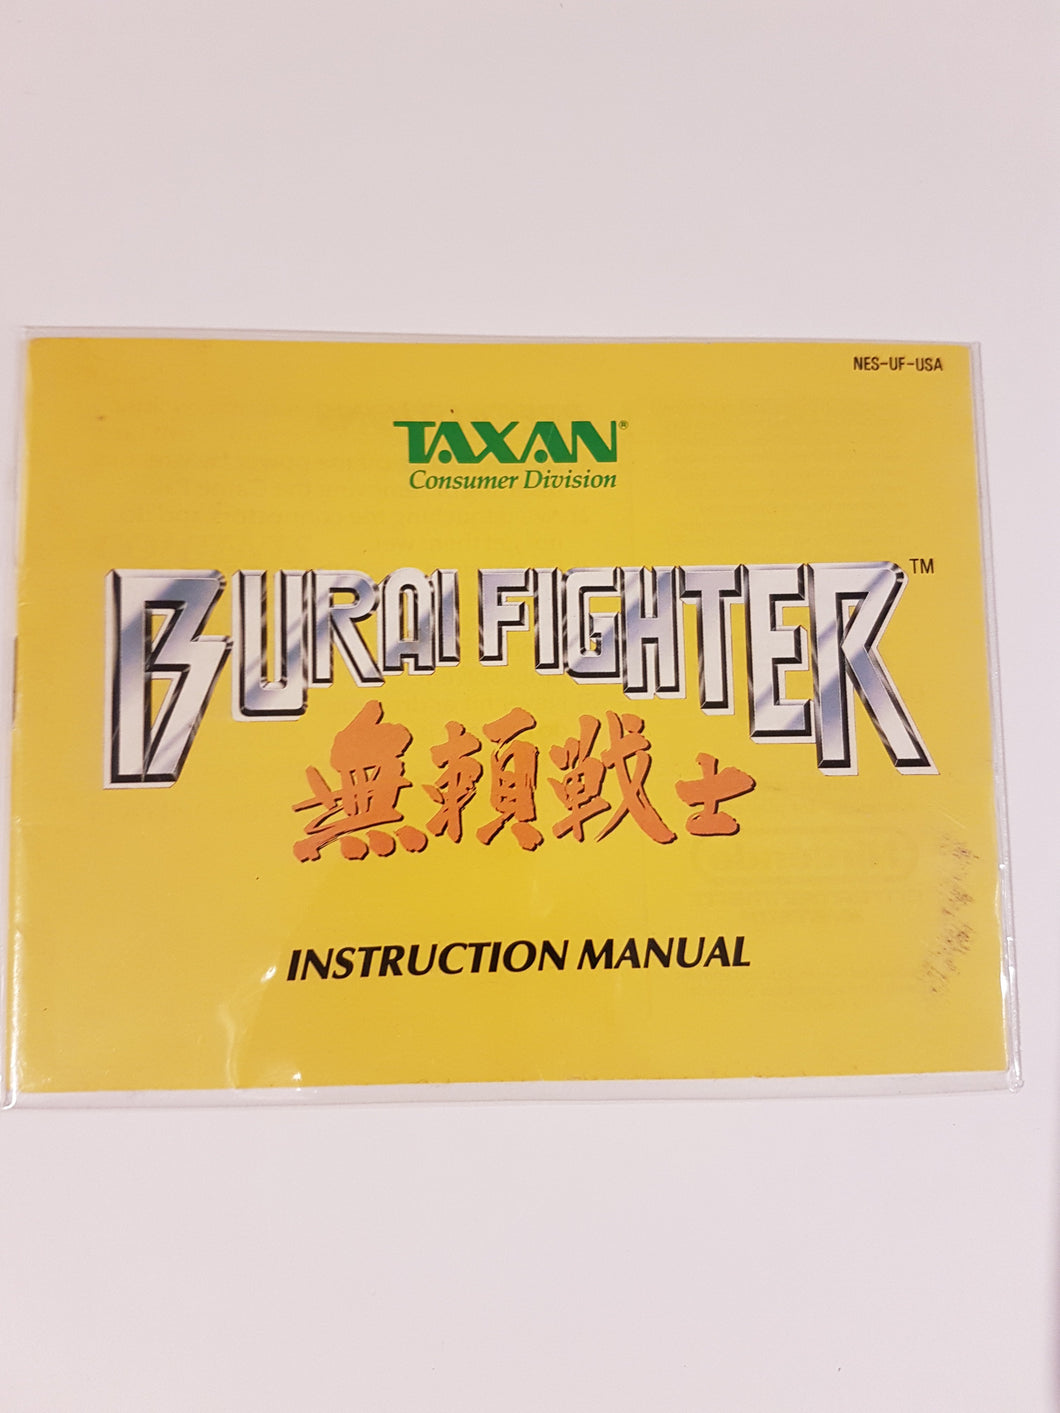 NES-UF-USA
TAXAN®
Consumer Division
BURAI FIGHTER™
無頼戦士
INSTRUCTION MANUAL